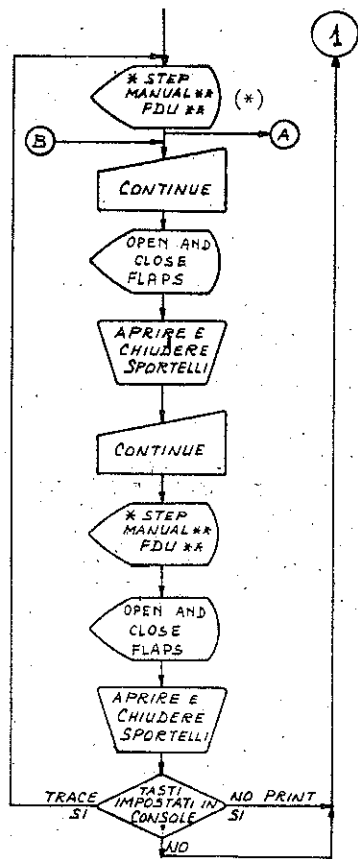 1
* STEP
MANUAL **
FDU **
(*)
A
B
CONTINUE
OPEN AND
CLOSE
FLAPS
APRIRE E
CHIUDERE
SPORTELLI
CONTINUE
* STEP
MANUAL **
FDU **
OPEN AND
CLOSE
FLAPS
APRIRE E
CHIUDERE
SPORTELLI
TRACE
SI
TASTI
IMPOSTATI IN
CONSOLE
NO PRINT
SI
NO